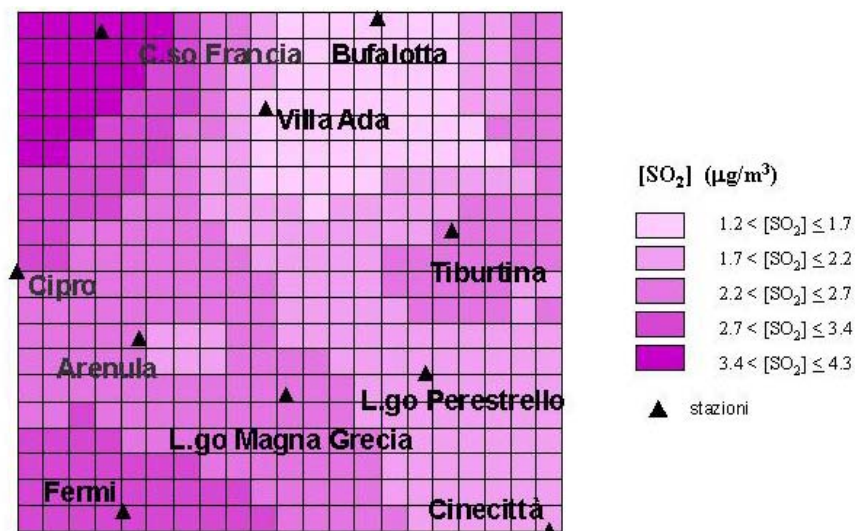 C.so Francia
Bufalotta
Villa Ada
Tiburtina
Cipro
Arenula
L.go Perestrello
L.go Magna Grecia
Fermi
Cinecittà
[SO₂] (µg/m³)
1.2 < [SO₂] ≤ 1.7
1.7 < [SO₂] ≤ 2.2
2.2 < [SO₂] ≤ 2.7
2.7 < [SO₂] ≤ 3.4
3.4 < [SO₂] ≤ 4.3
stazioni